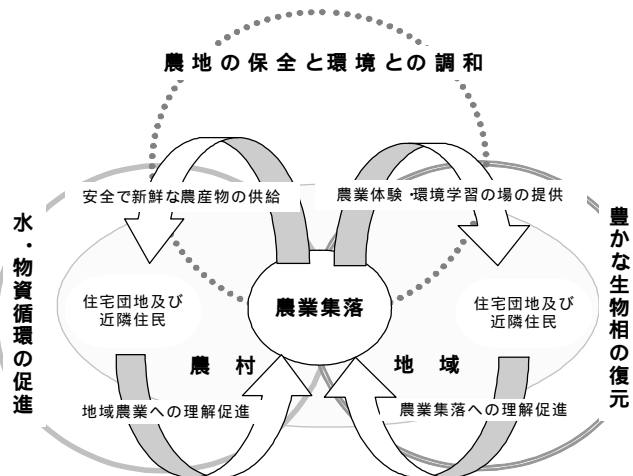 農地の保全と環境との調和
安全で新鮮な農産物の供給
農業体験・環境学習の場の提供
水・物資循環の促進
豊かな生物相の復元
住宅団地及び
近隣住民
農業集落
住宅団地及び
近隣住民
農村
地域
地域農業への理解促進
農業集落への理解促進